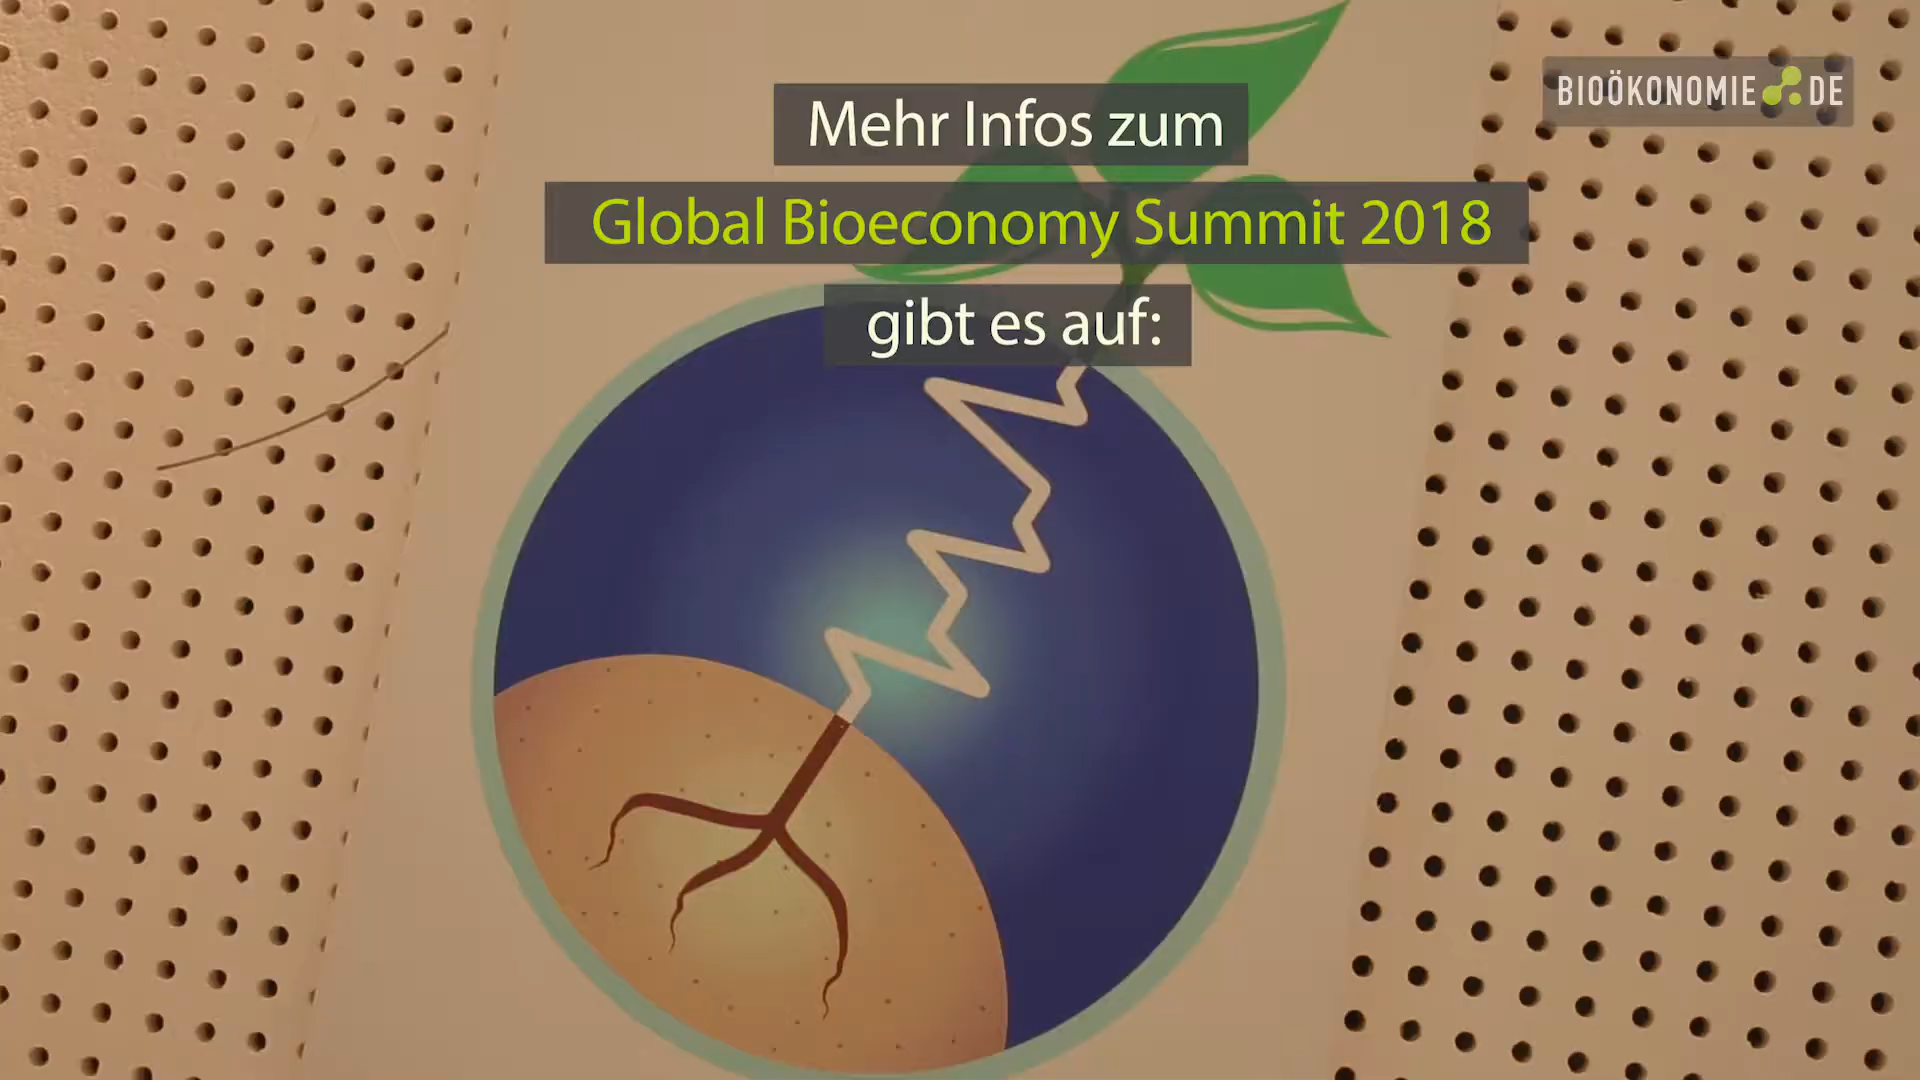 BIOÖKONOMIE.DE
Mehr Infos zum
Global Bioeconomy Summit 2018
gibt es auf: